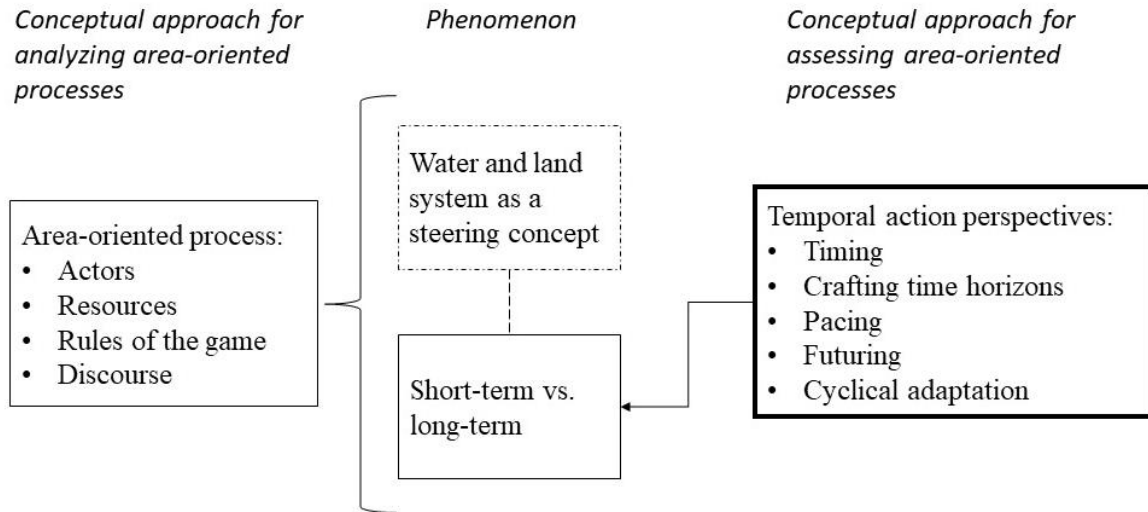 Conceptual approach for
analyzing area-oriented
processes
Phenomenon
Conceptual approach for
assessing area-oriented
processes
Area-oriented process:
• Actors
• Resources
• Rules of the game
• Discourse
Water and land
system as a
steering concept
Short-term vs.
long-term
Temporal action perspectives:
• Timing
• Crafting time horizons
• Pacing
• Futuring
• Cyclical adaptation